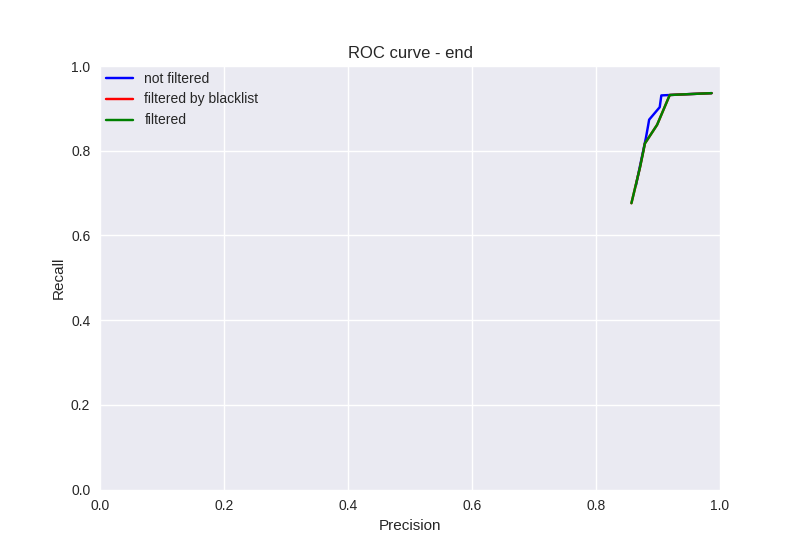 ROC curve - end
not filtered
filtered by blacklist
filtered
1.0
0.8
0.6
0.4
0.2
0.0
Recall
0.0 0.2 0.4 0.6 0.8 1.0
Precision